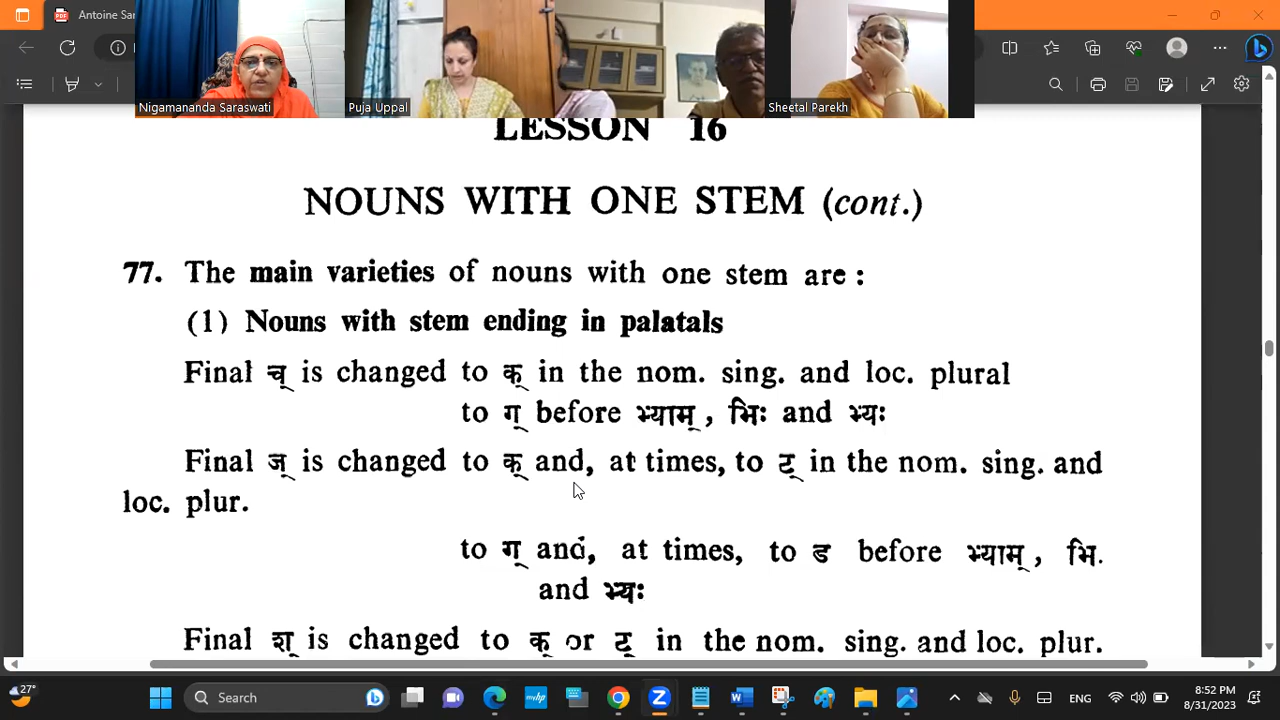 Antoine Sar
Nigamananda Saraswati
Puja Uppal
Sheetal Parekh
LESSON 16
NOUNS WITH ONE STEM (cont.)
77. The main varieties of nouns with one stem are :
(1) Nouns with stem ending in palatals
Final च् is changed to क् in the nom. sing. and loc. plural
to ग् before भ्याम्, भिः and भ्यः
Final ज् is changed to क् and, at times, to ट् in the nom. sing. and
loc. plur.
to ग् and, at times, to ड before भ्याम्, भि.
and भ्यः
Final श् is changed to क् or ट् in the nom. sing. and loc. plur.
27°
Search
myhp
ENG
8:52 PM
8/31/2023